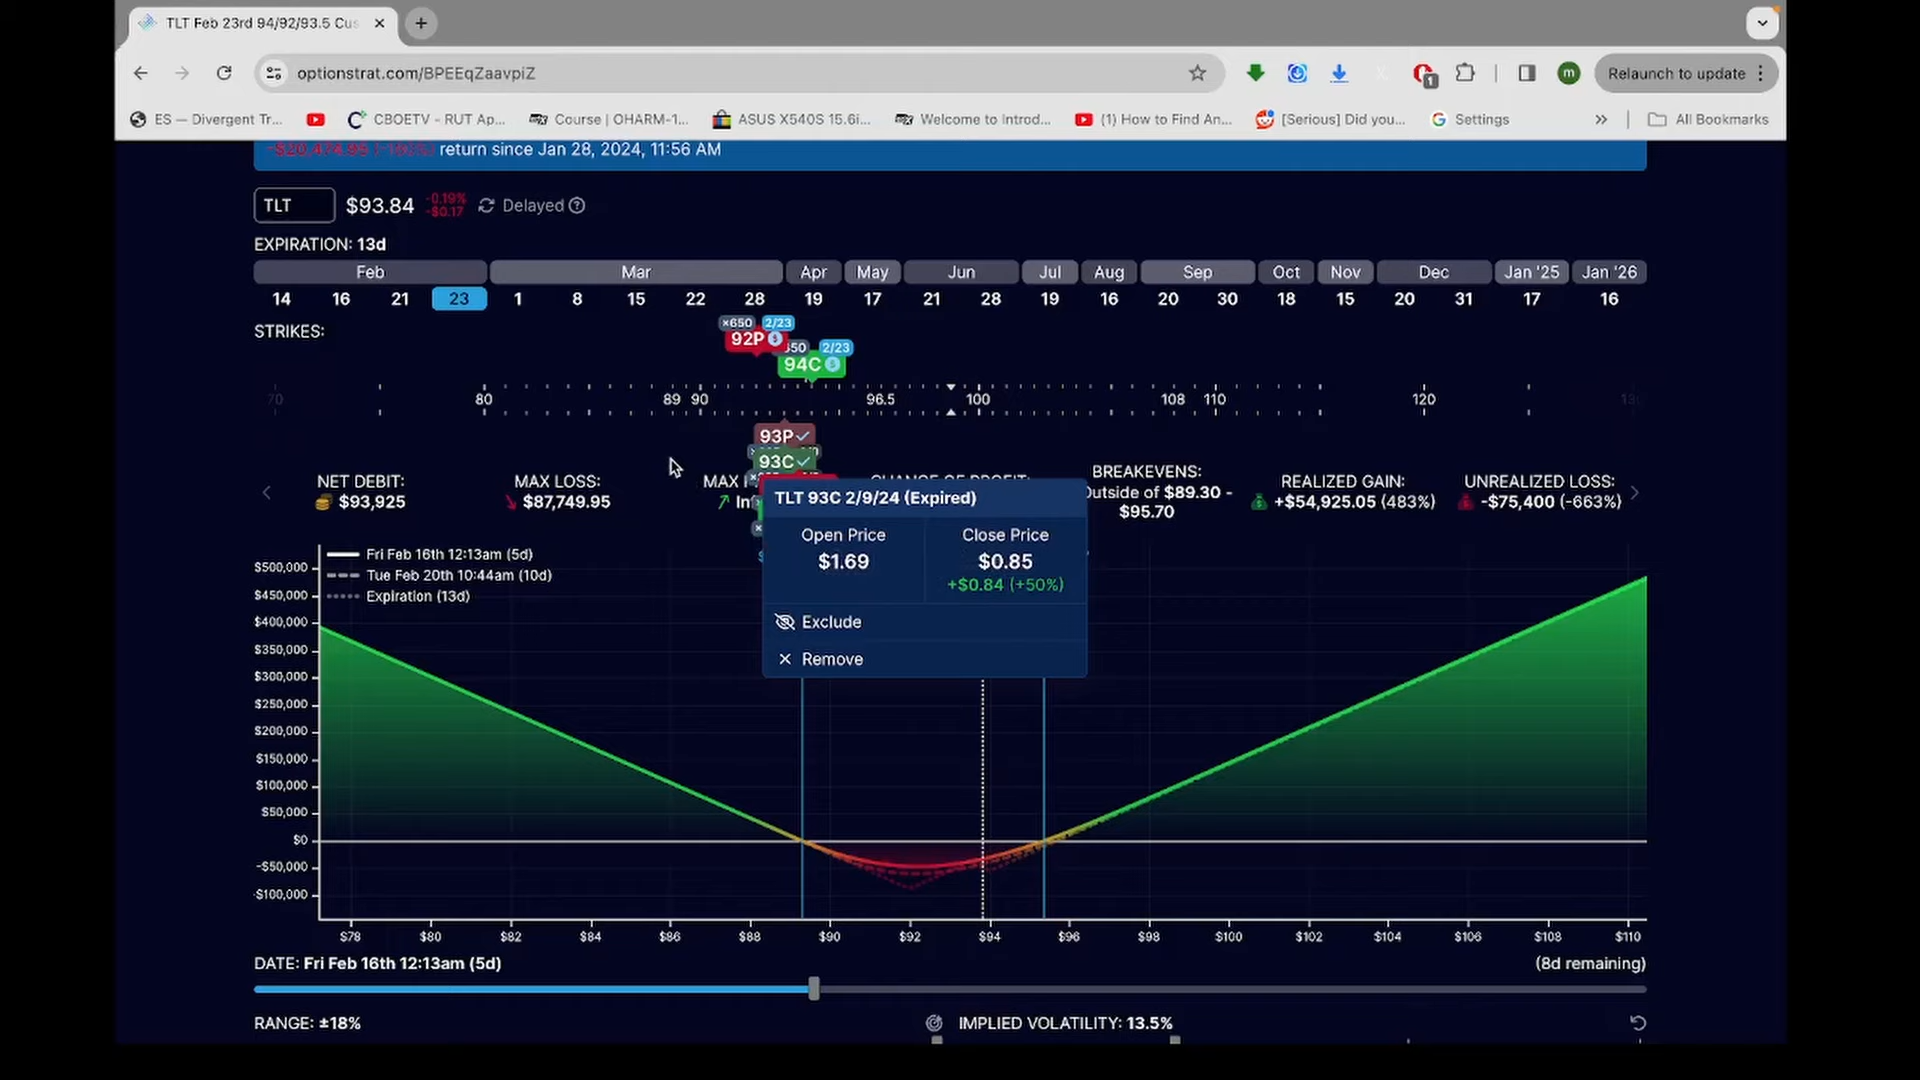 TLT Feb 23rd 94/92/93.5 Cus
optionstrat.com/BPEEqZaavpiZ
1
m
Relaunch to update
ES — Divergent Tr...
CBOETV - RUT Ap...
Course | OHARM-1...
ASUS X540S 15.6i...
Welcome to Introd...
(1) How to Find An...
[Serious] Did you...
Settings
All Bookmarks
return since Jan 28, 2024, 11:56 AM
TLT $93.84 -0.19% -$0.17 Delayed
EXPIRATION: 13d
Feb Mar Apr May Jun Jul Aug Sep Oct Nov Dec Jan '25 Jan '26
14 16 21 23 1 8 15 22 28 19 17 21 28 19 16 20 30 18 15 20 31 17 16
STRIKES:
×650 2/23
92P
2/23
94C
70 80 89 90 96.5 100 108 110 120
93P
93C
NET DEBIT:
$93,925
MAX LOSS:
$87,749.95
BREAKEVENS:
Outside of $89.30 -
$95.70
REALIZED GAIN:
+$54,925.05 (483%)
UNREALIZED LOSS:
-$75,400 (-663%)
TLT 93C 2/9/24 (Expired)
Open Price
$1.69
Close Price
$0.85
+$0.84 (+50%)
Exclude
Remove
Fri Feb 16th 12:13am (5d)
Tue Feb 20th 10:44am (10d)
Expiration (13d)
$500,000
$450,000
$400,000
$350,000
$300,000
$250,000
$200,000
$150,000
$100,000
$50,000
$0
-$50,000
-$100,000
$78 $80 $82 $84 $86 $88 $90 $92 $94 $96 $98 $100 $102 $104 $106 $108 $110
DATE: Fri Feb 16th 12:13am (5d)
(8d remaining)
RANGE: ±18%
IMPLIED VOLATILITY: 13.5%